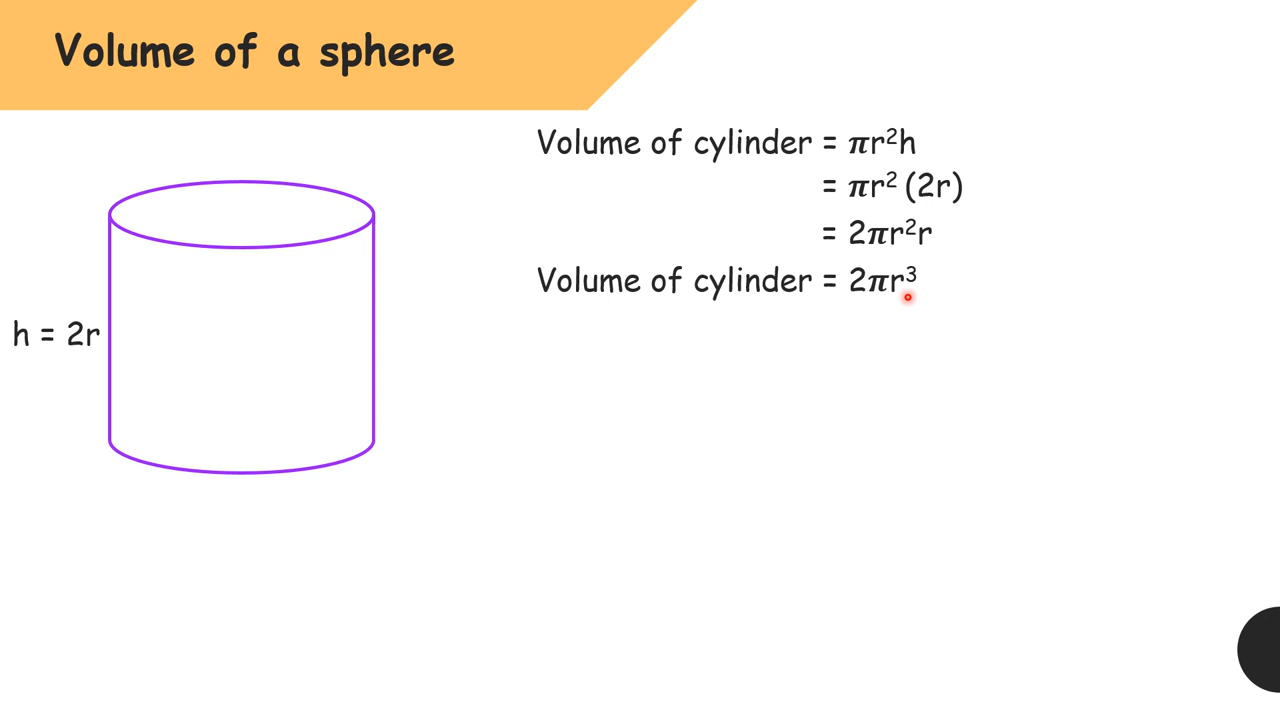 Volume of a sphere
Volume of cylinder = πr²h
= πr² (2r)
= 2πr²r
Volume of cylinder = 2πr³
h = 2r